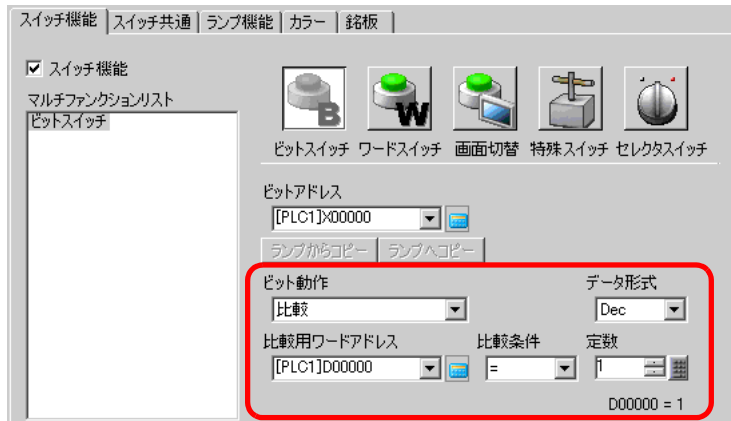 スイッチ機能 スイッチ共通 ランプ機能 カラー 銘板
スイッチ機能
マルチファンクションリスト
ビットスイッチ
B W
ビットスイッチ ワードスイッチ 画面切替 特殊スイッチ セレクタスイッチ
ビットアドレス
[PLC1]X00000
ランプからコピー ランプへコピー
ビット動作 データ形式
比較 Dec
比較用ワードアドレス 比較条件 定数
[PLC1]D00000 = 1
D00000 = 1